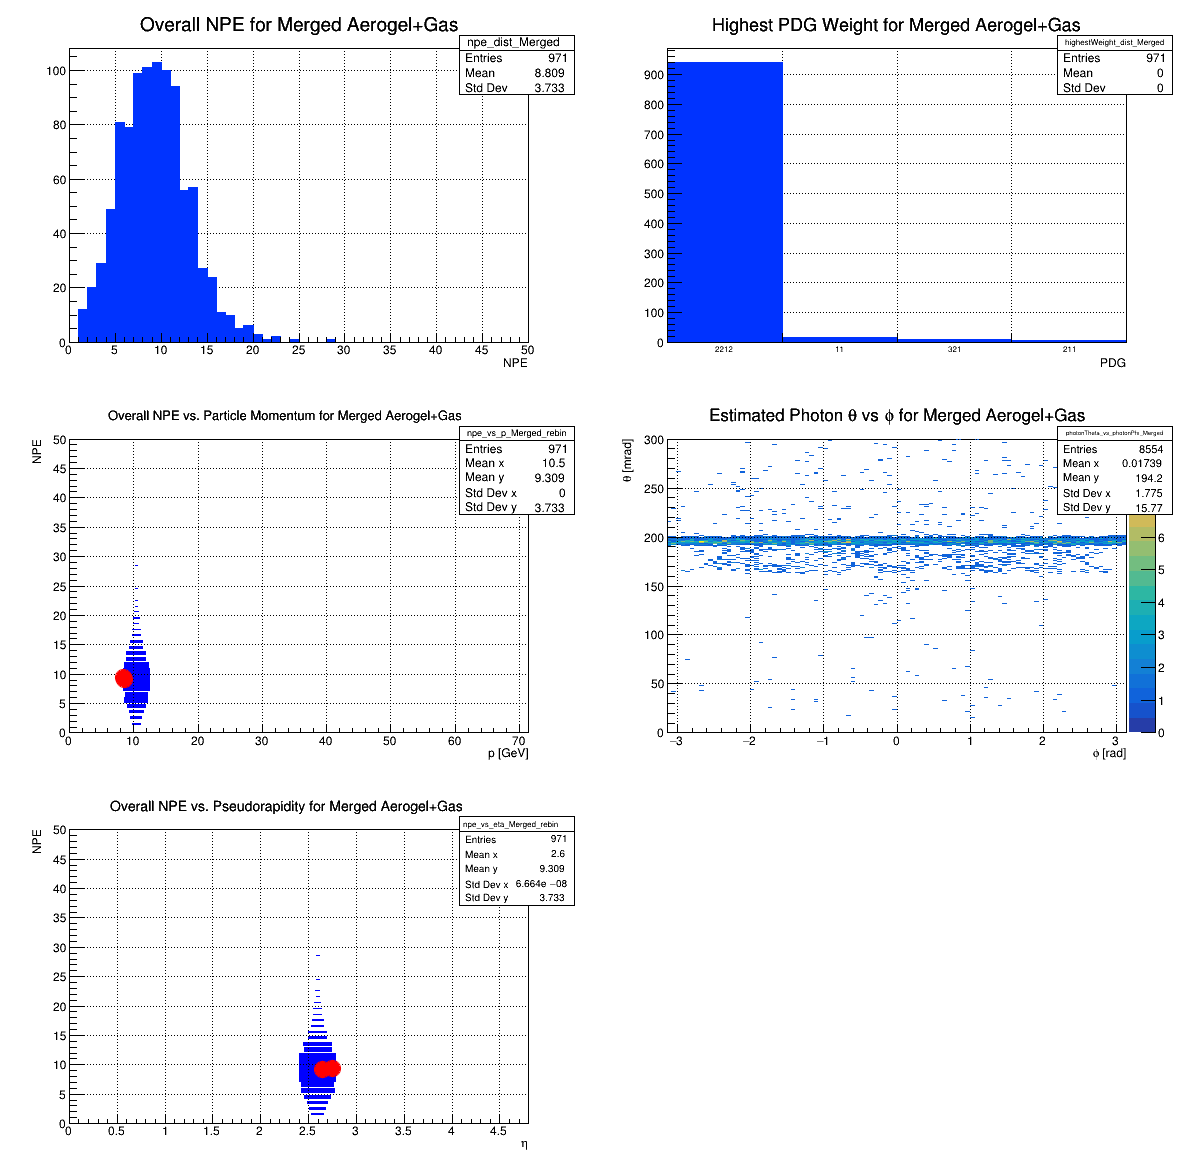 Overall NPE for Merged Aerogel+Gas
npe_dist_Merged
Entries 971
Mean 8.809
Std Dev 3.733
100
80
60
40
20
0
0 5 10 15 20 25 30 35 40 45 50
NPE
Highest PDG Weight for Merged Aerogel+Gas
highestWeight_dist_Merged
Entries 971
Mean 0
Std Dev 0
900
800
700
600
500
400
300
200
100
0
2212 11 321 211
PDG
Overall NPE vs. Particle Momentum for Merged Aerogel+Gas
npe_vs_p_Merged_rebin
Entries 971
Mean x 10.5
Mean y 9.309
Std Dev x 0
Std Dev y 3.733
NPE
50
45
40
35
30
25
20
15
10
5
0
0 10 20 30 40 50 60 70
p [GeV]
Estimated Photon θ vs ϕ for Merged Aerogel+Gas
photonTheta_vs_photonPhi_Merged
Entries 8554
Mean x 0.01739
Mean y 194.2
Std Dev x 1.775
Std Dev y 15.77
θ [mrad]
300
250
200
150
100
50
0
−3 −2 −1 0 1 2 3
ϕ [rad]
6
5
4
3
2
1
0
Overall NPE vs. Pseudorapidity for Merged Aerogel+Gas
npe_vs_eta_Merged_rebin
Entries 971
Mean x 2.6
Mean y 9.309
Std Dev x 6.664e −08
Std Dev y 3.733
NPE
50
45
40
35
30
25
20
15
10
5
0
0 0.5 1 1.5 2 2.5 3 3.5 4 4.5
η